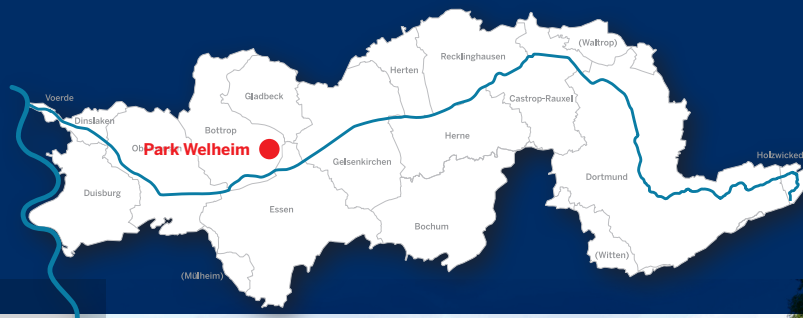 (Waltrop)
Recklinghausen
Herten
Gladbeck
Voerde
Castrop-Rauxel
Dinslaken
Bottrop
Herne
Park Welheim
Holzwicked
Gelsenkirchen
Dortmund
Duisburg
Essen
Bochum
(Witten)
(Mülheim)